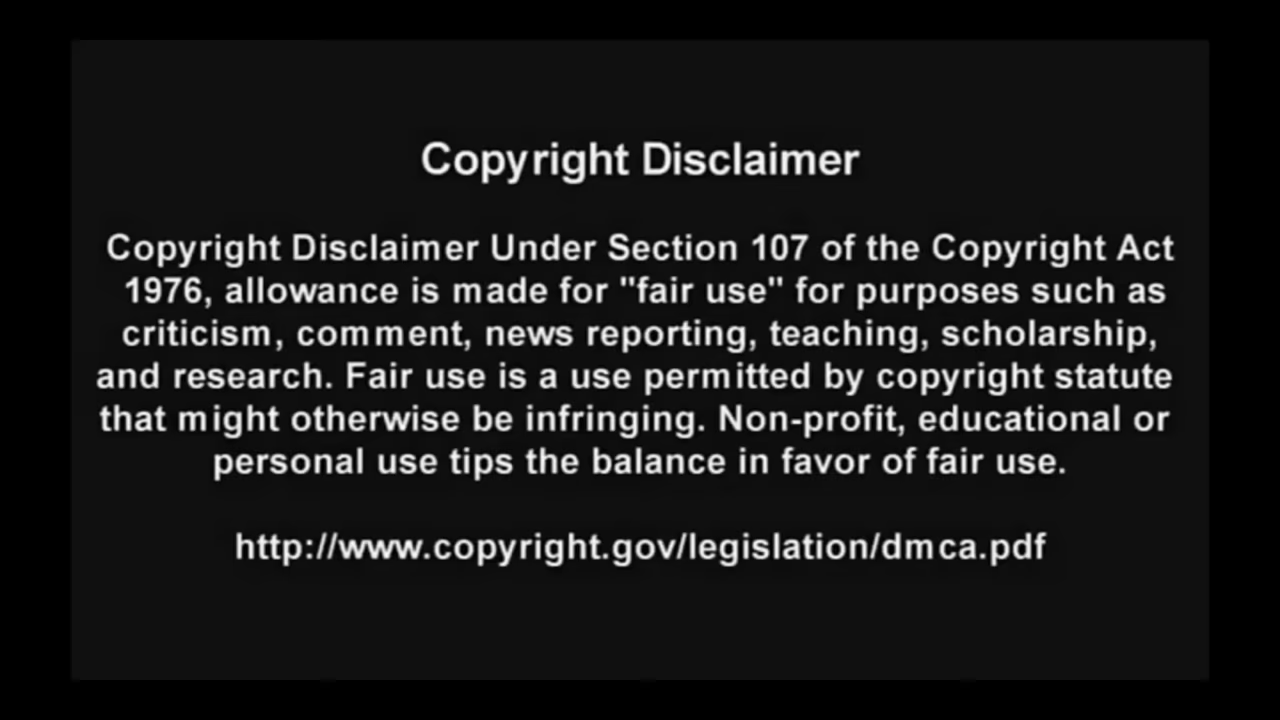 Copyright Disclaimer
Copyright Disclaimer Under Section 107 of the Copyright Act
1976, allowance is made for "fair use" for purposes such as
criticism, comment, news reporting, teaching, scholarship,
and research. Fair use is a use permitted by copyright statute
that might otherwise be infringing. Non-profit, educational or
personal use tips the balance in favor of fair use.
http://www.copyright.gov/legislation/dmca.pdf